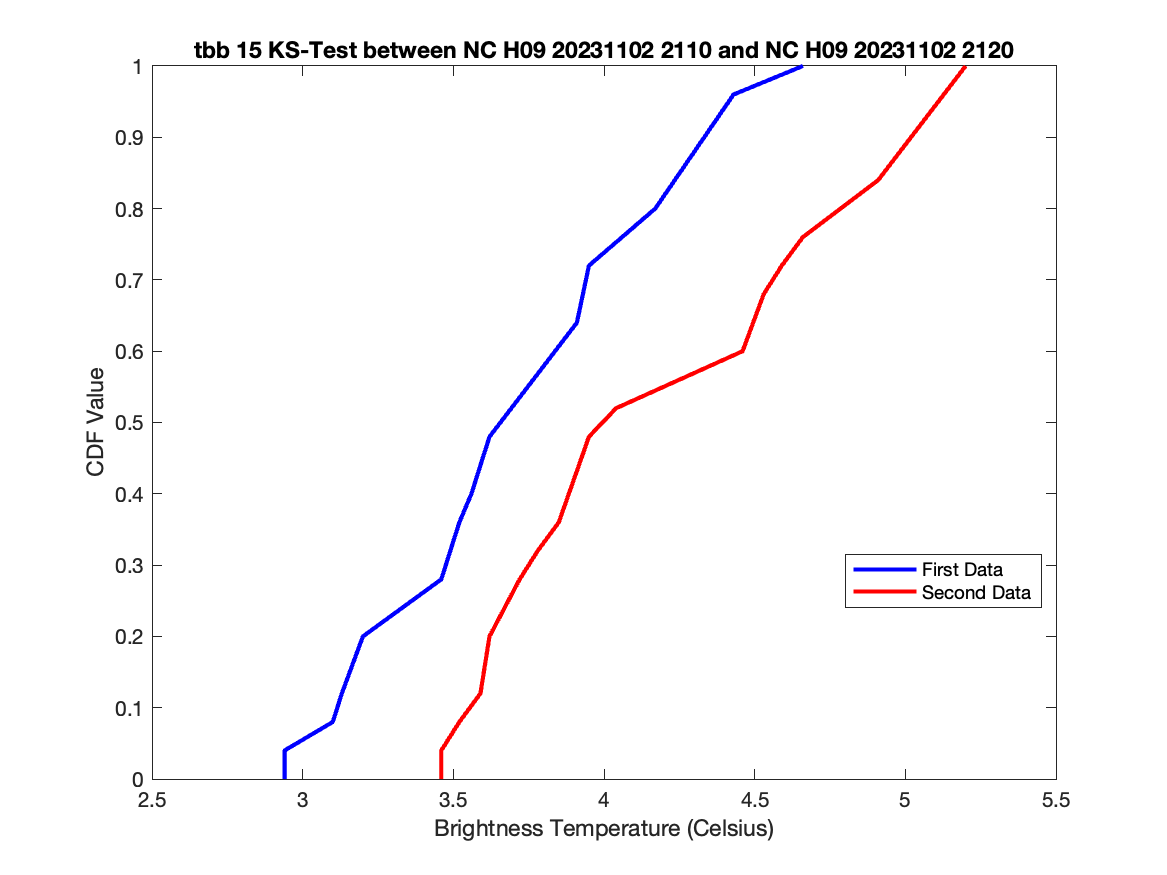 tbb 15 KS-Test between NC H09 20231102 2110 and NC H09 20231102 2120
1
0.9
0.8
0.7
0.6
0.5
0.4
0.3
0.2
0.1
0
CDF Value
First Data
Second Data
2.5 3 3.5 4 4.5 5 5.5
Brightness Temperature (Celsius)